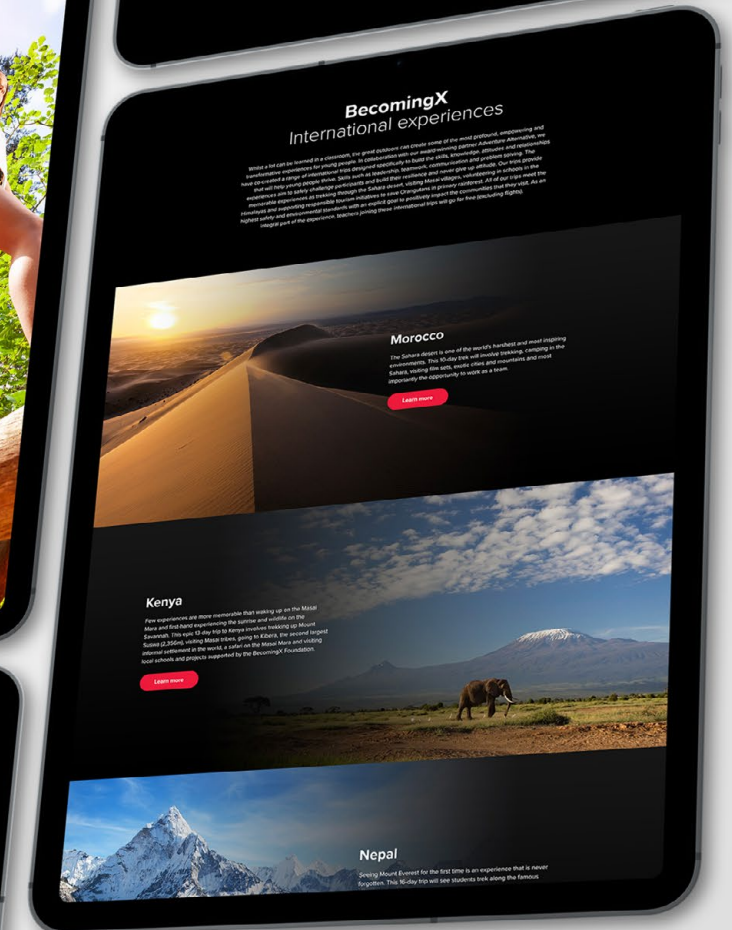 BecomingX
International experiences
Whilst a lot can be learned in a classroom, the great outdoors can create some of the most profound, empowering and
transformative experiences for young people. In collaboration with our award-winning partner Adventure Alternative, we
have co-created a range of international trips designed specifically to build the skills, knowledge, attitudes and relationships
that will help young people thrive. Skills such as leadership, teamwork, communication and problem solving. The
experiences aim to safely challenge participants and build their resilience and never give up attitude. Our trips provide
memorable experiences as trekking through the Sahara desert, visiting Masai villages, volunteering in schools in the
Himalayas and supporting responsible tourism initiatives to save Orangutans in primary rainforest. All of our trips meet the
highest safety and environmental standards with an explicit goal to positively impact the communities that they visit. As an
integral part of the experience, teachers joining these international trips will go free (excluding flights).
Morocco
The Sahara desert is one of the world's harshest and most inspiring
environments. This 10-day trek will involve trekking, camping in the
Sahara, visiting film sets, exotic cities and mountains and most
importantly the opportunity to work as a team.
Learn more
Kenya
Few experiences are more memorable than waking up on the Masai
Mara and first-hand experiencing the sunrise and wildlife on the
Savannah. This epic 13-day trip to Kenya involves trekking up Mount
Suswa (2,356m), visiting Masai tribes, going to Kibera, the second largest
informal settlement in the world, a safari on the Masai Mara and visiting
local schools and projects supported by the BecomingX Foundation.
Learn more
Nepal
Seeing Mount Everest for the first time is an experience that is never
forgotten. This 16-day trip will see students trek along the famous